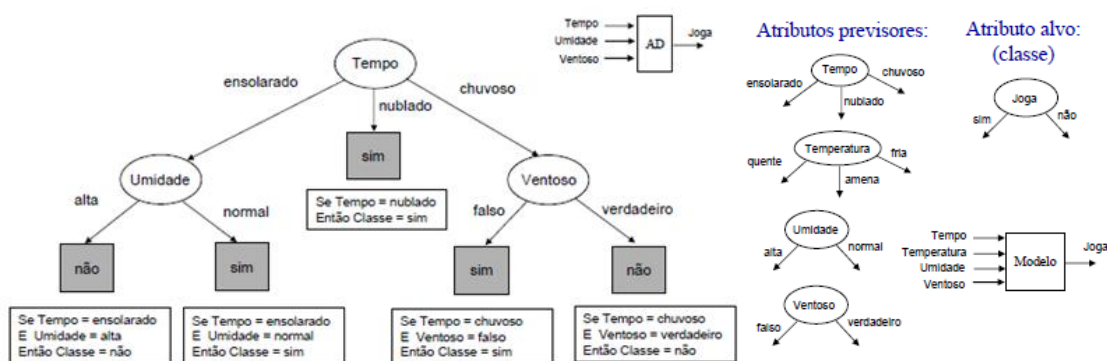 Tempo
ensolarado
nublado
chuvoso
sim
Se Tempo = nublado
Então Classe = sim
Umidade
alta
normal
não
sim
Se Tempo = ensolarado
E Umidade = alta
Então Classe = não
Se Tempo = ensolarado
E Umidade = normal
Então Classe = sim
Ventoso
falso
verdadeiro
sim
não
Se Tempo = chuvoso
E Ventoso = falso
Então Classe = sim
Se Tempo = chuvoso
E Ventoso = verdadeiro
Então Classe = não
Tempo
Umidade
Ventoso
AD
Joga
Atributos previsores:
Tempo
ensolarado
nublado
chuvoso
Temperatura
quente
amena
fria
Umidade
alta
normal
Ventoso
falso
verdadeiro
Atributo alvo:
(classe)
Joga
sim
não
Tempo
Temperatura
Umidade
Ventoso
Modelo
Joga